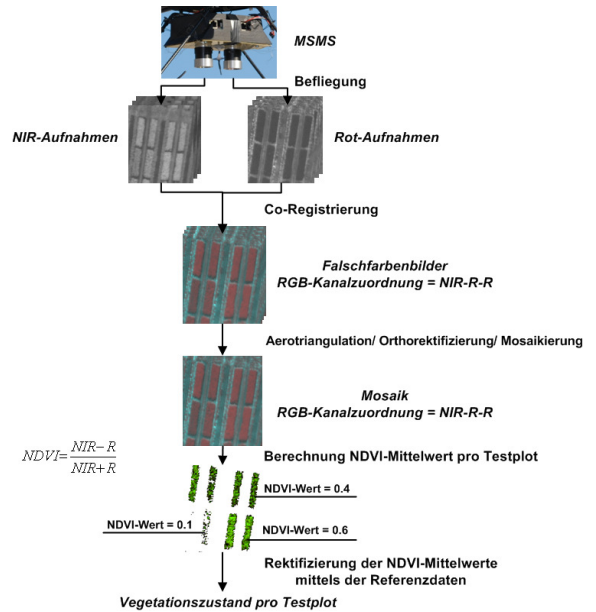 MSMS
Befliegung
NIR-Aufnahmen
Rot-Aufnahmen
Co-Registrierung
Falschfarbenbilder
RGB-Kanalzuordnung = NIR-R-R
Aerotriangulation/ Orthorektifizierung/ Mosaikierung
Mosaik
RGB-Kanalzuordnung = NIR-R-R
NDVI=
NIR−R
NIR+R
Berechnung NDVI-Mittelwert pro Testplot
NDVI-Wert = 0.4
NDVI-Wert = 0.1
NDVI-Wert = 0.6
Rektifizierung der NDVI-Mittelwerte
mittels der Referenzdaten
Vegetationszustand pro Testplot